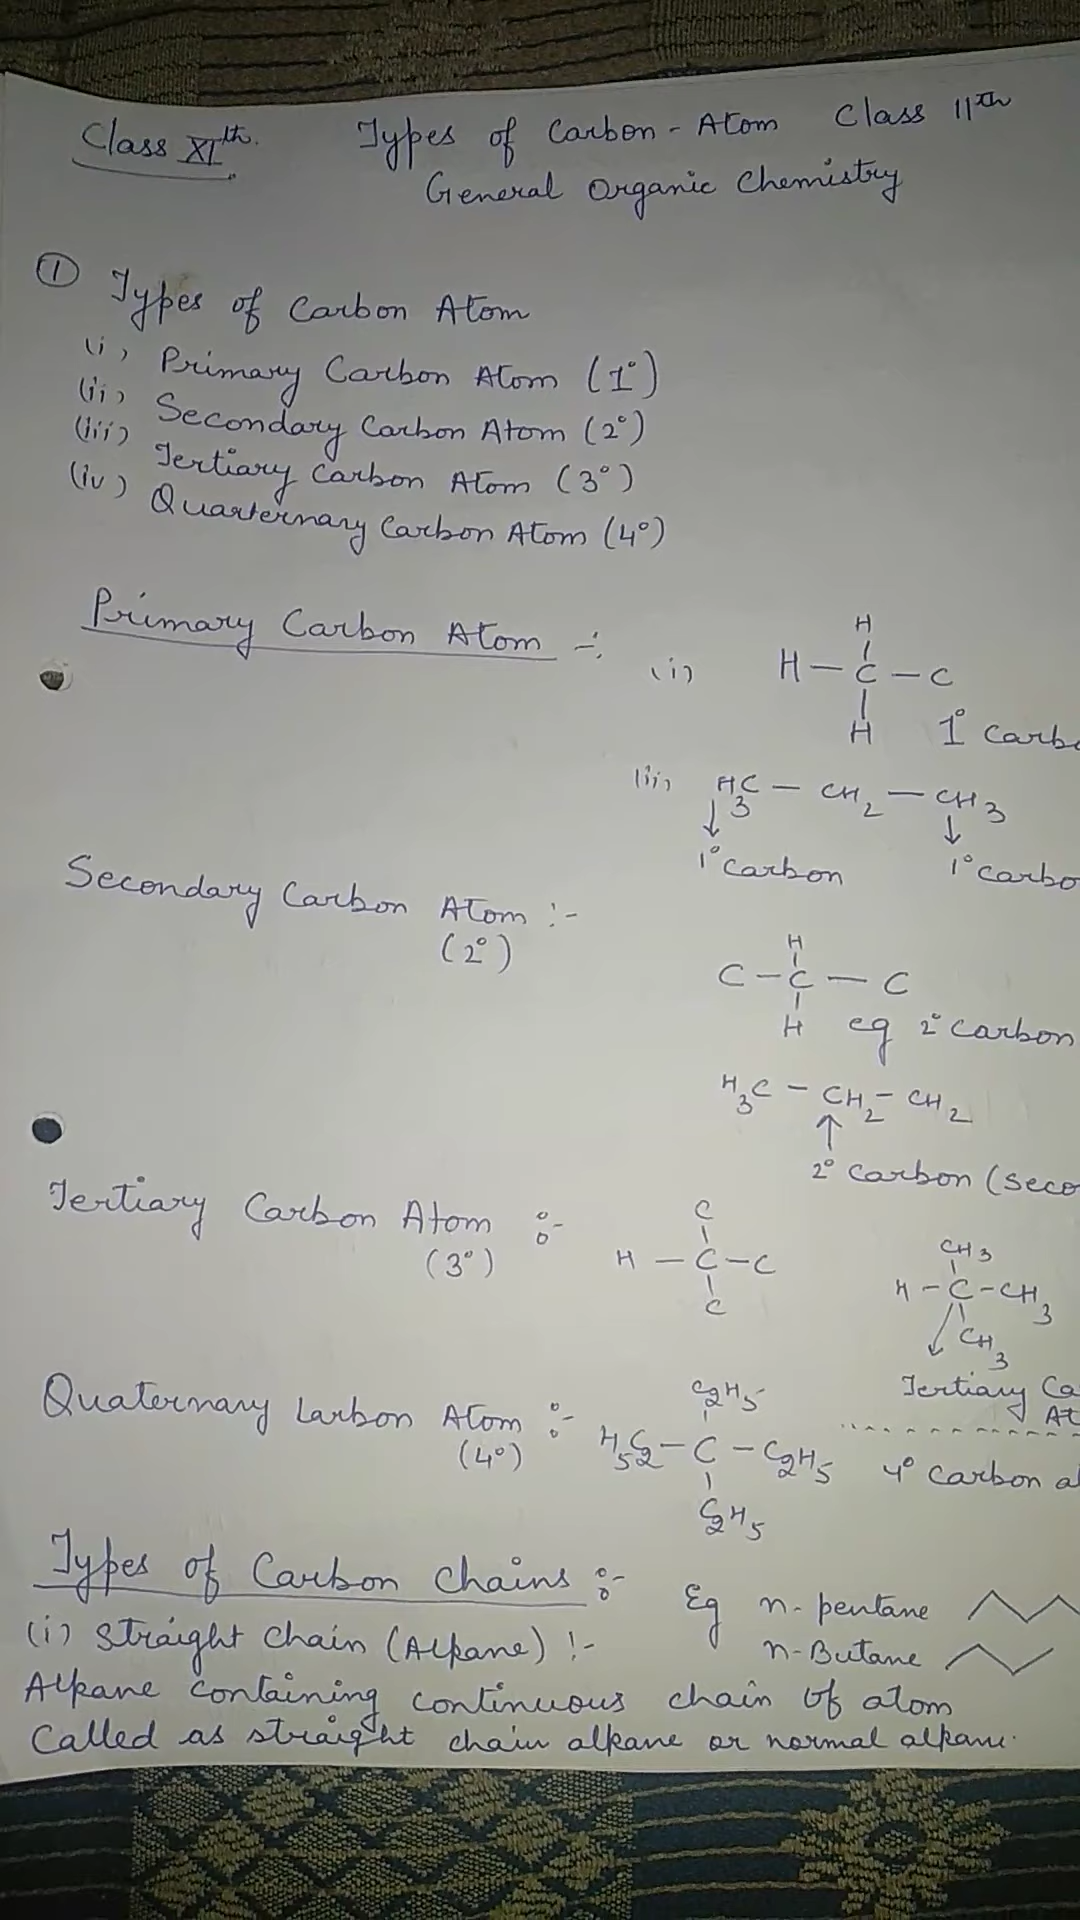 Class XIth. Types of Carbon-Atom Class 11th
General Organic Chemistry
① Types of Carbon Atom
(i) Primary Carbon Atom (1°)
(ii) Secondary Carbon Atom (2°)
(iii) Tertiary Carbon Atom (3°)
(iv) Quarternary Carbon Atom (4°)
Primary Carbon Atom :-
H
(i) H - C - C
H 1° Carbo
(ii) H3C - CH2 - CH3
↓ ↓
1° Carbon 1° Carbo
Secondary Carbon Atom :-
(2°)
H
C - C - C
H eg 2° Carbon
H3C - CH2 - CH2
↑
2° Carbon (Seco
Tertiary Carbon Atom :-
(3°)
C
H - C - C
C
CH3
H - C - CH3
CH3
Tertiary Ca
At
Quaternary Carbon Atom :-
(4°)
C2H5
H5C2 - C - C2H5
C2H5
4° Carbon a
Types of Carbon Chains :-
Eg n-pentane
(i) Straight Chain (Alkane) :-
n-Butane
Alkane containing continuous chain of atom
Called as straight chain alkane or normal alkane.